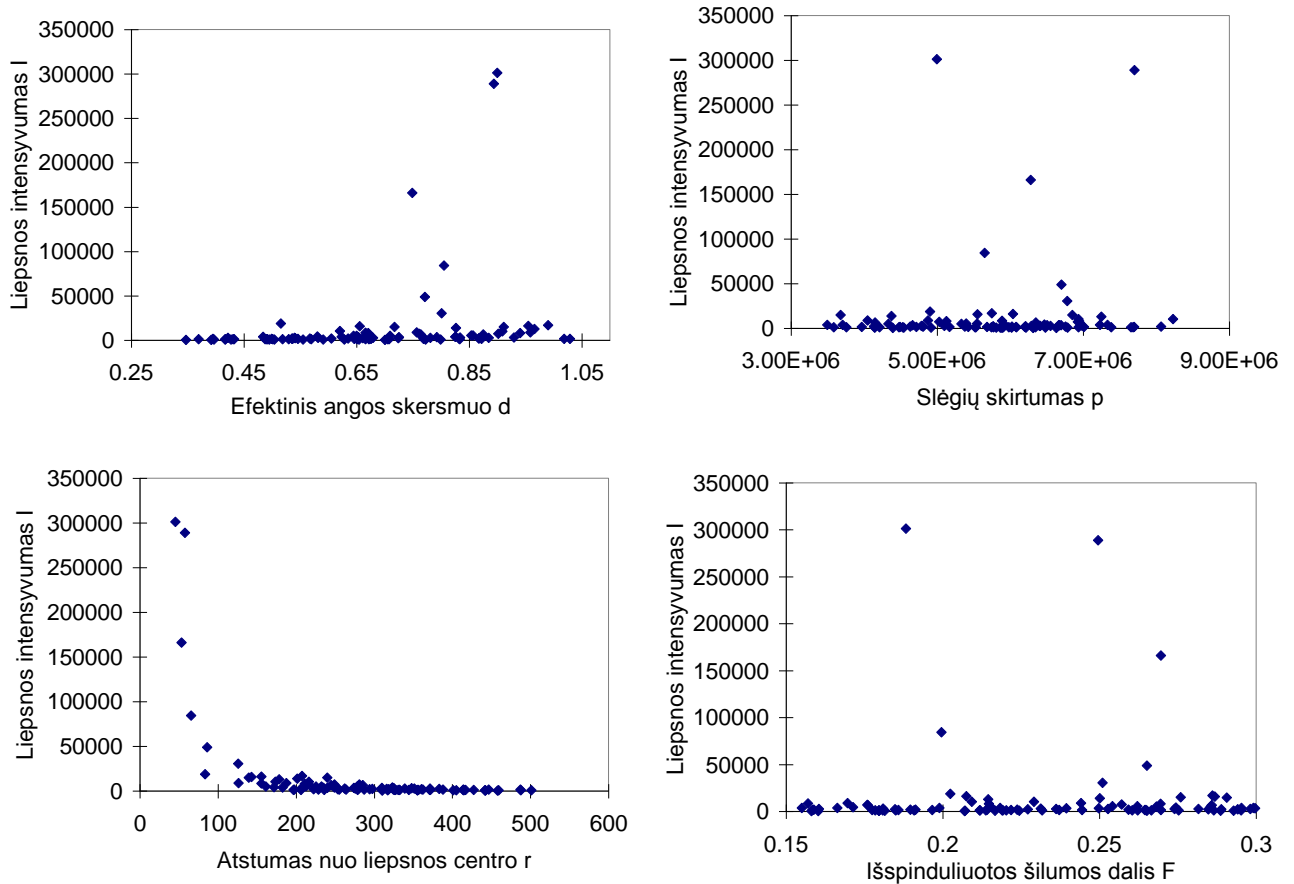 350000
300000
250000
200000
150000
100000
50000
0
Liepsnos intensyvumas I
0.25 0.45 0.65 0.85 1.05
Efektinis angos skersmuo d
350000
300000
250000
200000
150000
100000
50000
0
Liepsnos intensyvumas I
3.00E+06 5.00E+06 7.00E+06 9.00E+06
Slėgių skirtumas p
350000
300000
250000
200000
150000
100000
50000
0
Liepsnos intensyvumas I
0 100 200 300 400 500 600
Atstumas nuo liepsnos centro r
350000
300000
250000
200000
150000
100000
50000
0
Liepsnos intensyvumas I
0.15 0.2 0.25 0.3
Išspinduliuotos šilumos dalis F